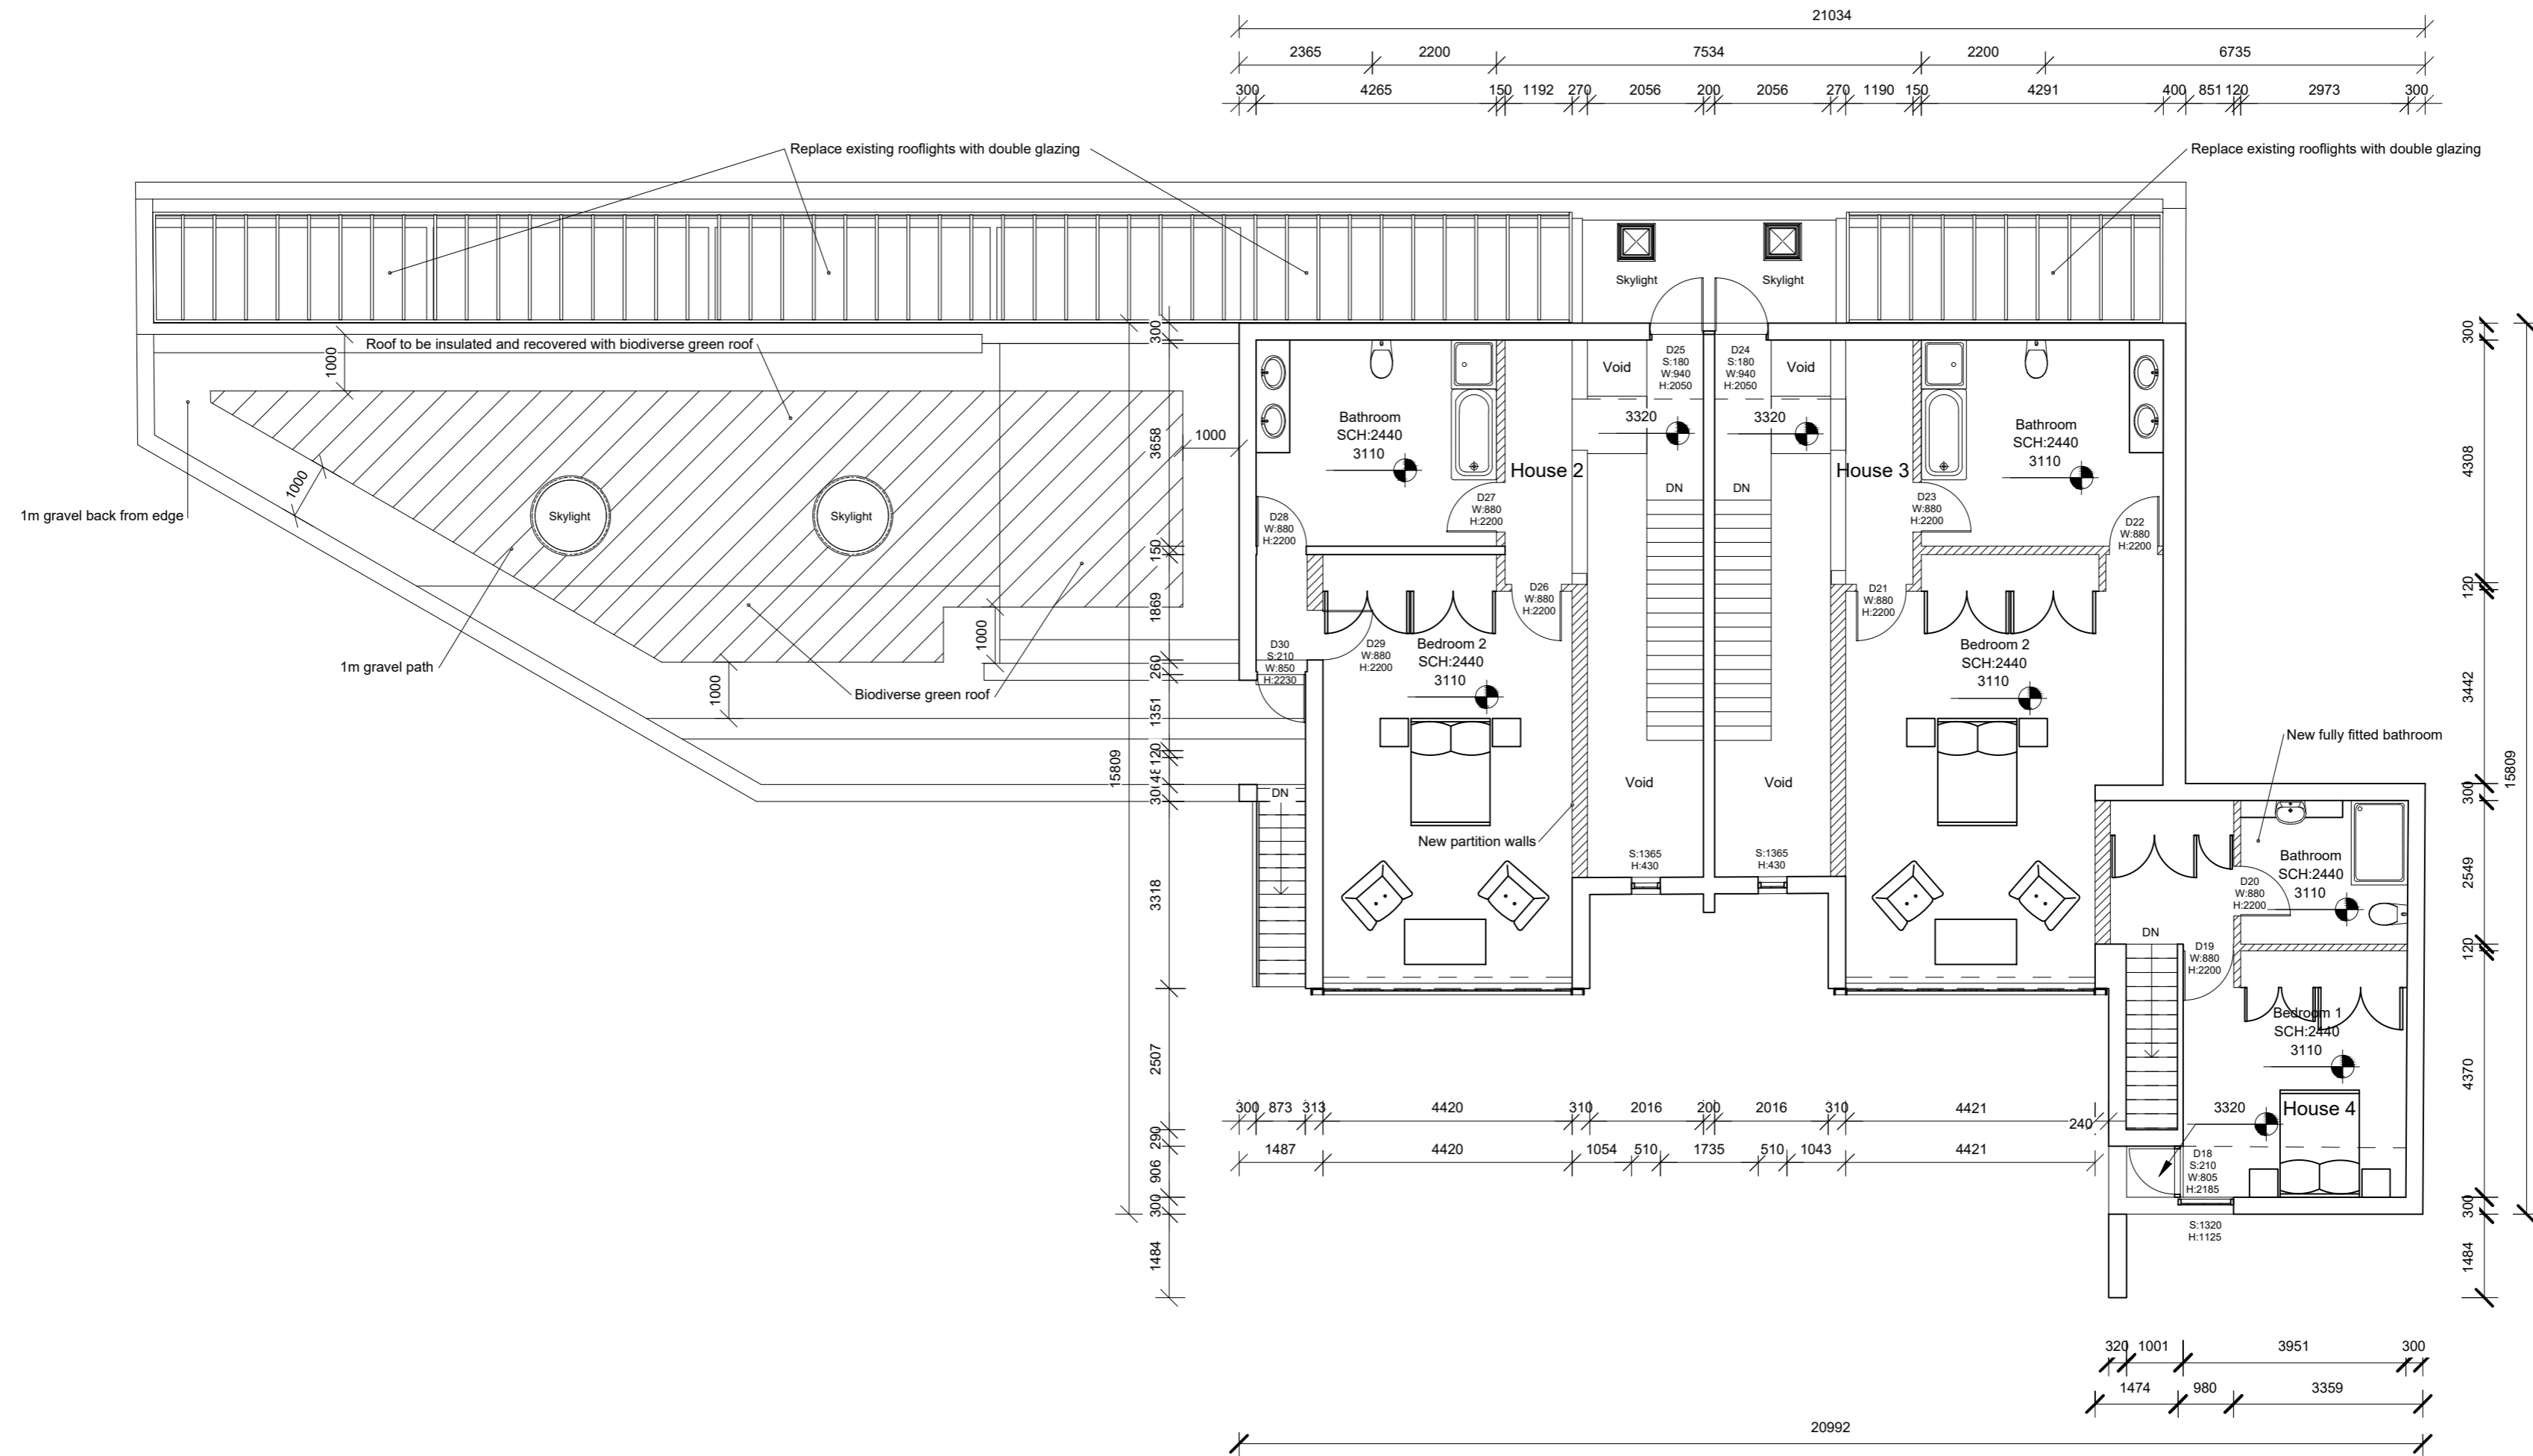 21034
2365 2200 7534 2200 6735
300 4265 150 1192 270 2056 200 2056 270 1190 150 4291 400 851 120 2973 300
Replace existing rooflights with double glazing
Replace existing rooflights with double glazing
Skylight
Skylight
Roof to be insulated and recovered with biodiverse green roof
1000
1000
1000
1000
1000
1m gravel back from edge
Skylight
Skylight
1m gravel path
Biodiverse green roof
300
3658
150
1869
260
1351
120
3318
2507
290
906
300
1484
15809
Bathroom
SCH:2440
3110
House 2
D28
W:880
H:2200
D27
W:880
H:2200
D26
W:880
H:2200
D30
S:210
W:850
H:2230
D29
W:880
H:2200
Bedroom 2
SCH:2440
3110
DN
New partition walls
Void
D25
S:180
W:940
H:2050
D24
S:180
W:940
H:2050
Void
3320
3320
DN
DN
Void
Void
S:1365
H:430
S:1365
H:430
House 3
Bathroom
SCH:2440
3110
D23
W:880
H:2200
D22
W:880
H:2200
D21
W:880
H:2200
Bedroom 2
SCH:2440
3110
New fully fitted bathroom
Bathroom
SCH:2440
3110
D20
W:880
H:2200
DN
D19
W:880
H:2200
Bedroom 1
SCH:2440
3110
House 4
3320
D18
S:210
W:805
H:2185
S:1320
H:1125
300
4308
120
3442
300
2549
120
4370
300
1484
15809
300 873 313 4420 310 2016 200 2016 310 4421 240
1487 4420 1054 510 1735 510 1043 4421
320 1001 3951 300
1474 980 3359
20992